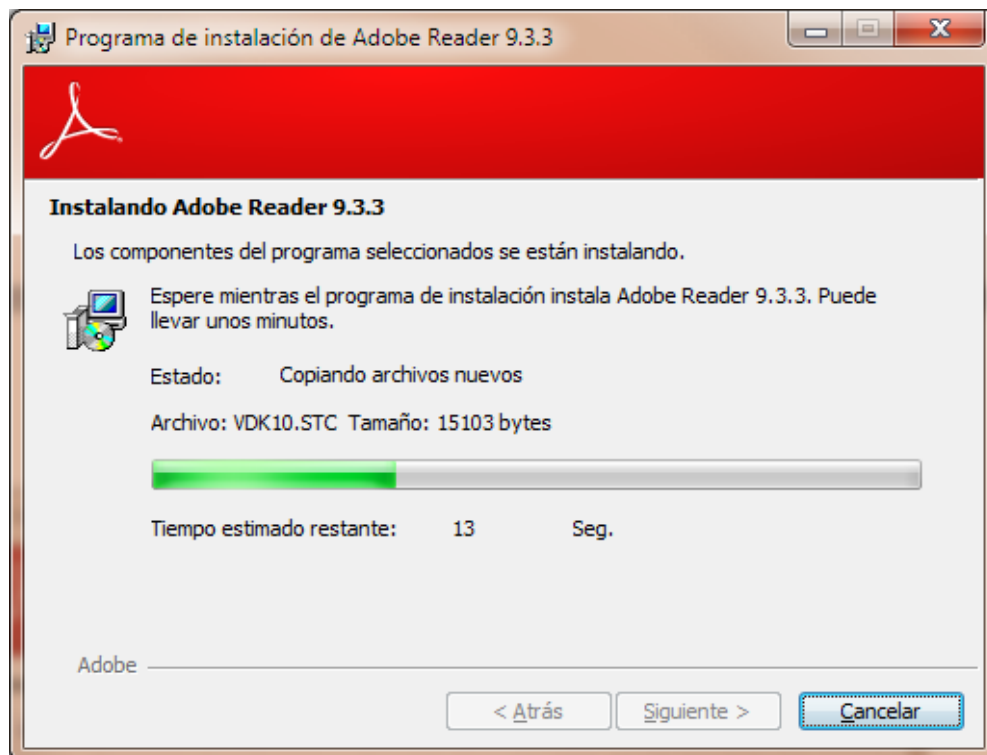 Programa de instalación de Adobe Reader 9.3.3
Instalando Adobe Reader 9.3.3
Los componentes del programa seleccionados se están instalando.
Espere mientras el programa de instalación instala Adobe Reader 9.3.3. Puede
llevar unos minutos.
Estado: Copiando archivos nuevos
Archivo: VDK10.STC Tamaño: 15103 bytes
Tiempo estimado restante: 13 Seg.
Adobe
< Atrás Siguiente > Cancelar